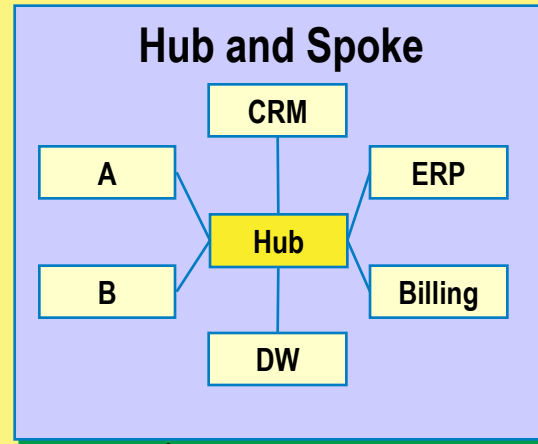 Hub and Spoke
CRM
A
ERP
Hub
B
Billing
DW